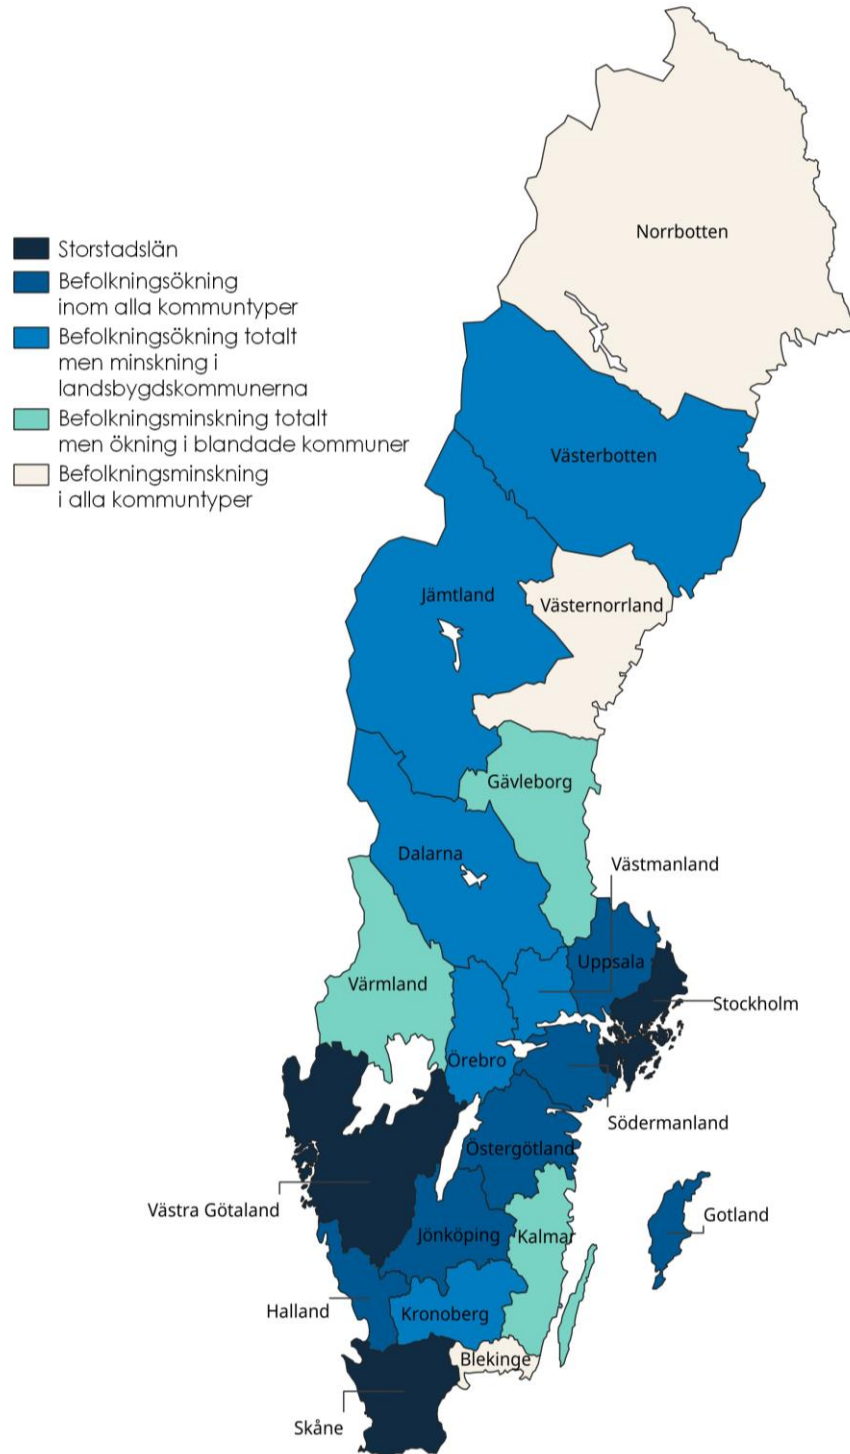 Storstadslän
Befolkningsökning
inom alla kommuntyper
Befolkningsökning totalt
men minskning i
landsbygdskommunerna
Befolkningsminskning totalt
men ökning i blandade kommuner
Befolkningsminskning
i alla kommuntyper
Norrbotten
Västerbotten
Jämtland
Västernorrland
Gävleborg
Dalarna
Västmanland
Uppsala
Värmland
Stockholm
Örebro
Södermanland
Östergötland
Västra Götaland
Gotland
Jönköping
Kalmar
Halland
Kronoberg
Blekinge
Skåne